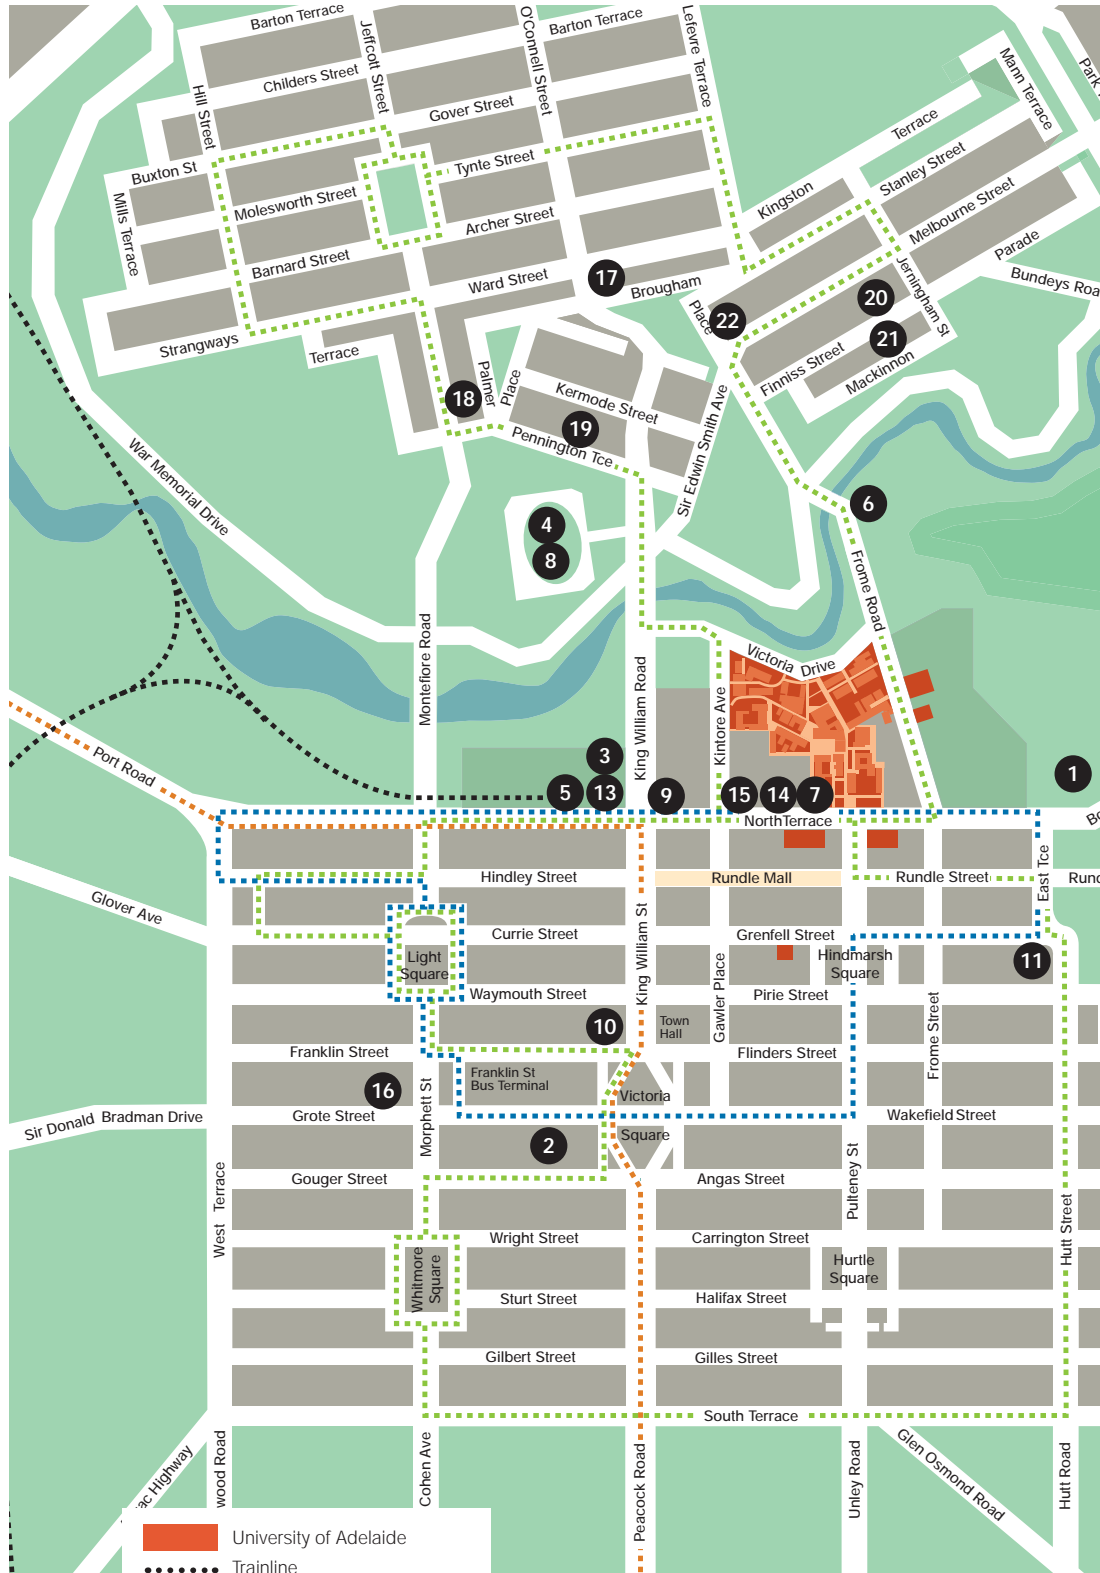 Barton Terrace
Jeffcott Street
O'Connell Street
Barton Terrace
Lefevre Terrace
Mann Terrace
Park
Childers Street
Hill Street
Gover Street
Terrace
Stanley Street
Buxton St
Tynte Street
Molesworth Street
Kingston
Melbourne Street
Mills Terrace
Archer Street
Parade
Barnard Street
Jerningham St
Bundeys Roa
Ward Street
17
Brougham
Place
20
22
21
Strangways
Terrace
Finniss Street
Mackinnon
Palmer
Place
18
Kermode Street
19
Pennington Tce
Sir Edwin Smith Ave
War Memorial Drive
6
4
8
Frome Road
Montefiore Road
King William Road
Kintore Ave
Victoria Drive
Port Road
3
5
13
9
15
14
7
1
NorthTerrace
Bo
Hindley Street
Rundle Mall
Rundle Street
East Tce
Rund
Glover Ave
Currie Street
King William St
Grenfell Street
Light
Square
Hindmarsh
Square
11
Waymouth Street
Gawler Place
Pirie Street
10
Town
Hall
Frome Street
Franklin Street
Flinders Street
Franklin St
Bus Terminal
16
Victoria
Square
Morphett St
Sir Donald Bradman Drive
Grote Street
Wakefield Street
2
Gouger Street
Angas Street
Pulteney St
West Terrace
Hutt Street
Wright Street
Carrington Street
Whitmore
Square
Hurtle
Square
Sturt Street
Halifax Street
Gilbert Street
Gilles Street
South Terrace
ac Highway
wood Road
Cohen Ave
Peacock Road
Unley Road
Glen Osmond Road
Hutt Road
University of Adelaide
Trainline